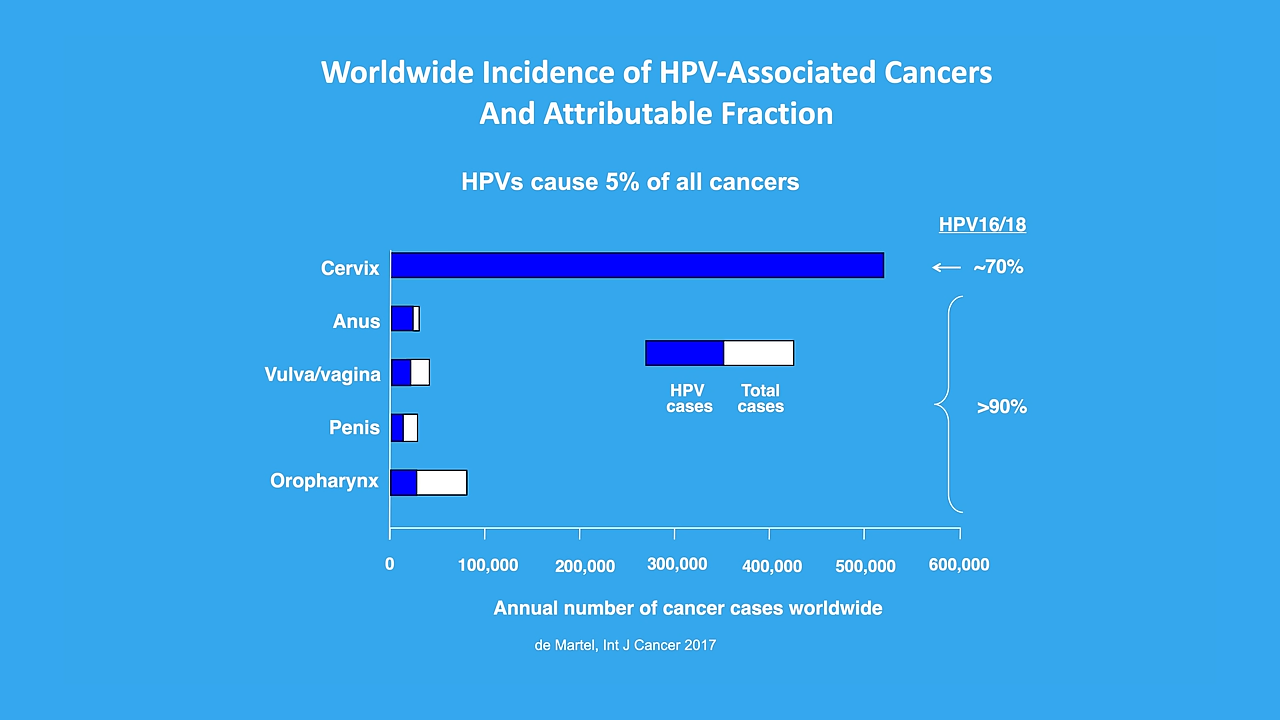 Worldwide Incidence of HPV-Associated Cancers
And Attributable Fraction
HPVs cause 5% of all cancers
HPV16/18
Cervix
~70%
Anus
Vulva/vagina
HPV cases
Total cases
>90%
Penis
Oropharynx
0
100,000
200,000
300,000
400,000
500,000
600,000
Annual number of cancer cases worldwide
de Martel, Int J Cancer 2017